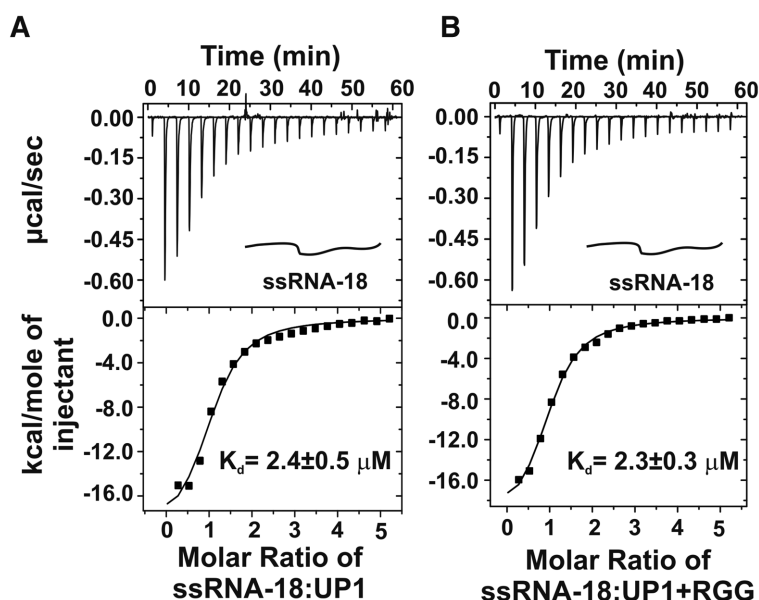 A
Time (min)
0 10 20 30 40 50 60
0.00
-0.15
-0.30
-0.45
-0.60
µcal/sec
ssRNA-18
0.0
-4.0
-8.0
-12.0
-16.0
kcal/mole of
injectant
Kd= 2.4±0.5 µM
0 1 2 3 4 5
Molar Ratio of
ssRNA-18:UP1
B
Time (min)
0 10 20 30 40 50 60
0.00
-0.15
-0.30
-0.45
-0.60
ssRNA-18
0.0
-4.0
-8.0
-12.0
-16.0
Kd= 2.3±0.3 µM
0 1 2 3 4 5
Molar Ratio of
ssRNA-18:UP1+RGG